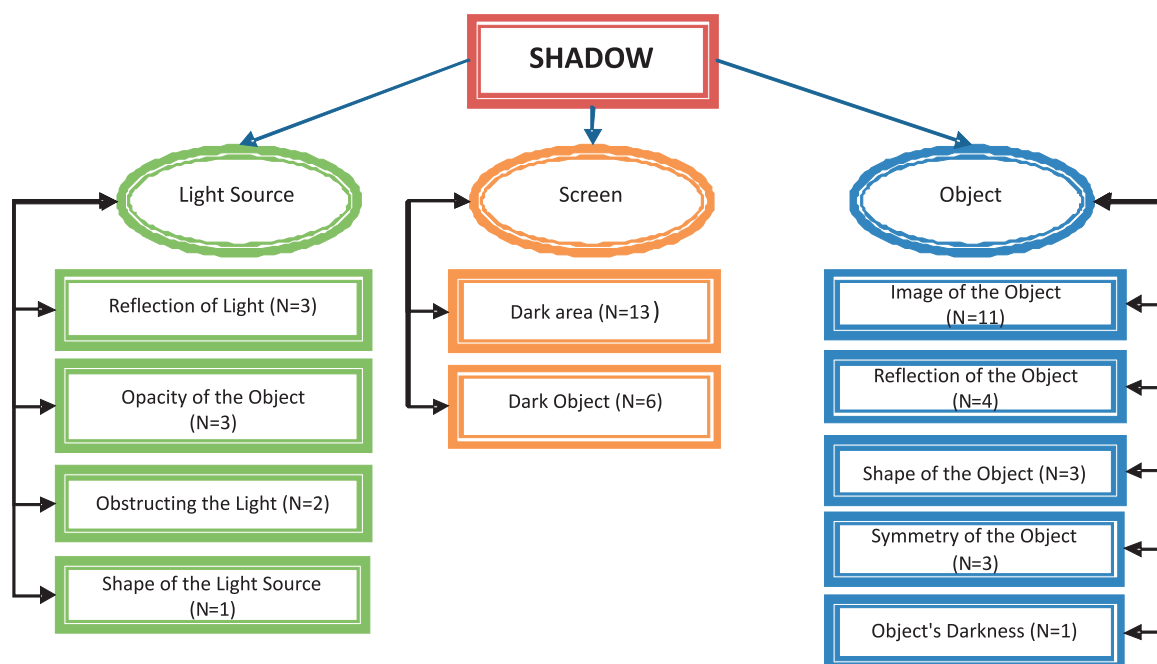 SHADOW
Light Source
Reflection of Light (N=3)
Opacity of the Object
(N=3)
Obstructing the Light (N=2)
Shape of the Light Source
(N=1)
Screen
Dark area (N=13)
Dark Object (N=6)
Object
Image of the Object
(N=11)
Reflection of the Object
(N=4)
Shape of the Object (N=3)
Symmetry of the Object
(N=3)
Object's Darkness (N=1)